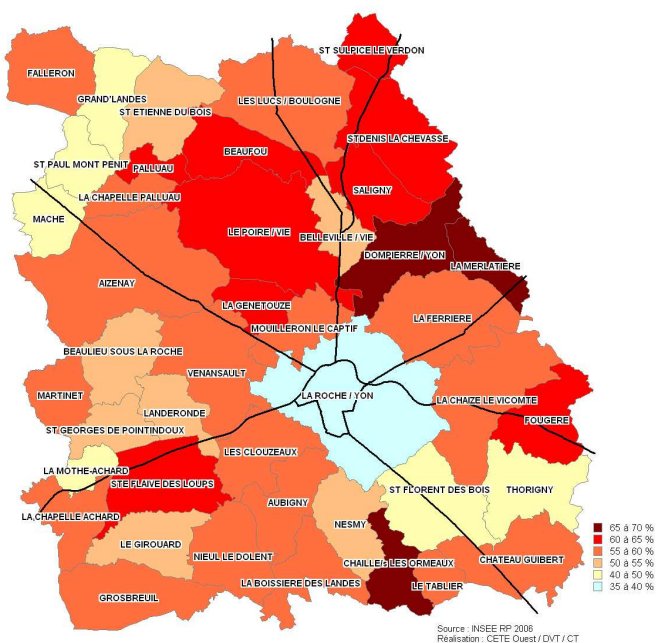 ST SULPICE LE VERDON
FALLERON
GRAND'LANDES
LES LUCS / BOULOGNE
ST ETIENNE DU BOIS
ST DENIS LA CHEVASSE
BEAUFOU
ST PAUL MONT PENIT
PALLUAU
SALIGNY
LA CHAPELLE PALLUAU
MACHE
LE POIRE / VIE
BELLEVILLE / VIE
DOMPIERRE / YON
LA MERLATIERE
AIZENAY
LA GENETOUZE
LA FERRIERE
MOUILLERON LE CAPTIF
BEAULIEU SOUS LA ROCHE
VENANSAULT
MARTINET
LA ROCHE / YON
LA CHAIZE LE VICOMTE
LANDERONDE
FOUGERE
ST GEORGES DE POINTINDOUX
LES CLOUZEAUX
LA MOTHE-ACHARD
STE FLAIVE DES LOUPS
ST FLORENT DES BOIS
THORIGNY
AUBIGNY
LA CHAPELLE ACHARD
NESMY
LE GIROUARD
NIEUL LE DOLENT
CHAILLE/s LES ORMEAUX
CHATEAU GUIBERT
LA BOISSIERE DES LANDES
LE TABLIER
GROSBREUIL
65 à 70 %
60 à 65 %
55 à 60 %
50 à 55 %
40 à 50 %
35 à 40 %
Source : INSEE RP 2006
Réalisation : CETE Ouest / DVT / CT